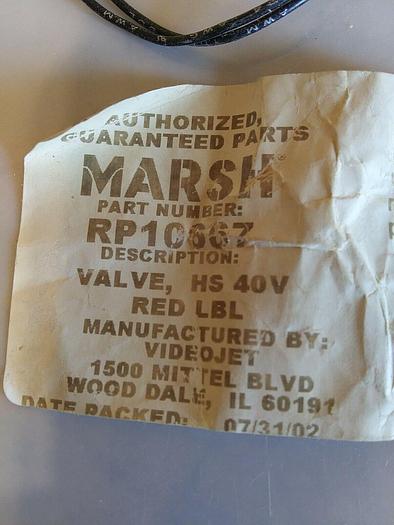 AUTHORIZED,
GUARANTEED PARTS
MARSH®
PART NUMBER:
RP10667
DESCRIPTION:
VALVE, HS 40V
RED LBL
MANUFACTURED BY:
VIDEOJET
1500 MITTEL BLVD
WOOD DALE, IL 60191
DATE PACKED: 07/31/02